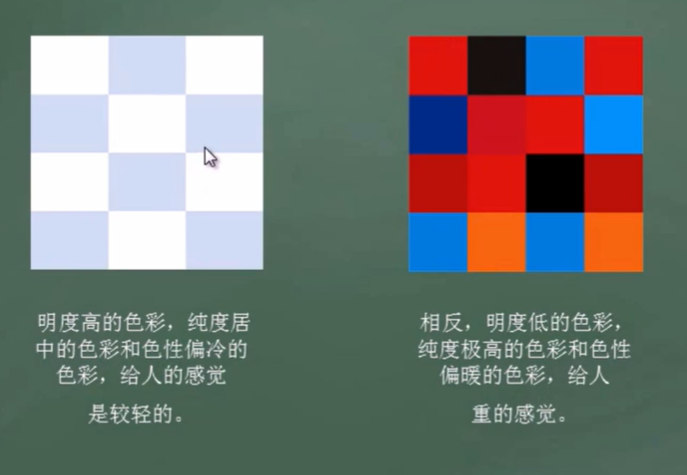 明度高的色彩，纯度居
中的色彩和色性偏冷的
色彩，给人的感觉
是较轻的。
相反，明度低的色彩，
纯度极高的色彩和色性
偏暖的色彩，给人
重的感觉。